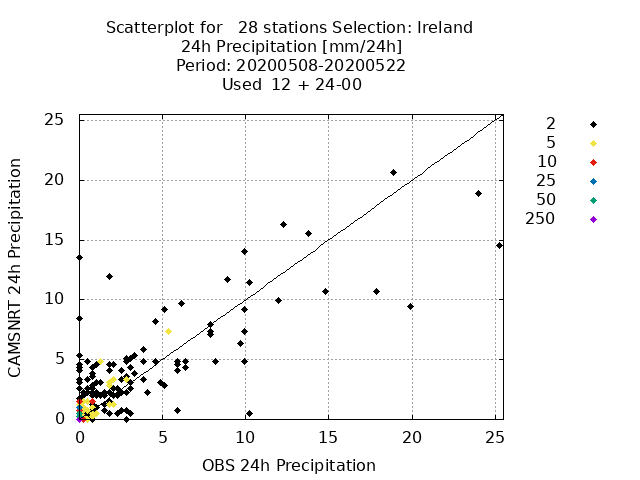 Scatterplot for   28 stations Selection: Ireland
24h Precipitation [mm/24h]
Period: 20200508-20200522
Used  12 + 24-00
25
20
15
10
5
0
CAMSNRT 24h Precipitation
0 5 10 15 20 25
OBS 24h Precipitation
2
5
10
25
50
250